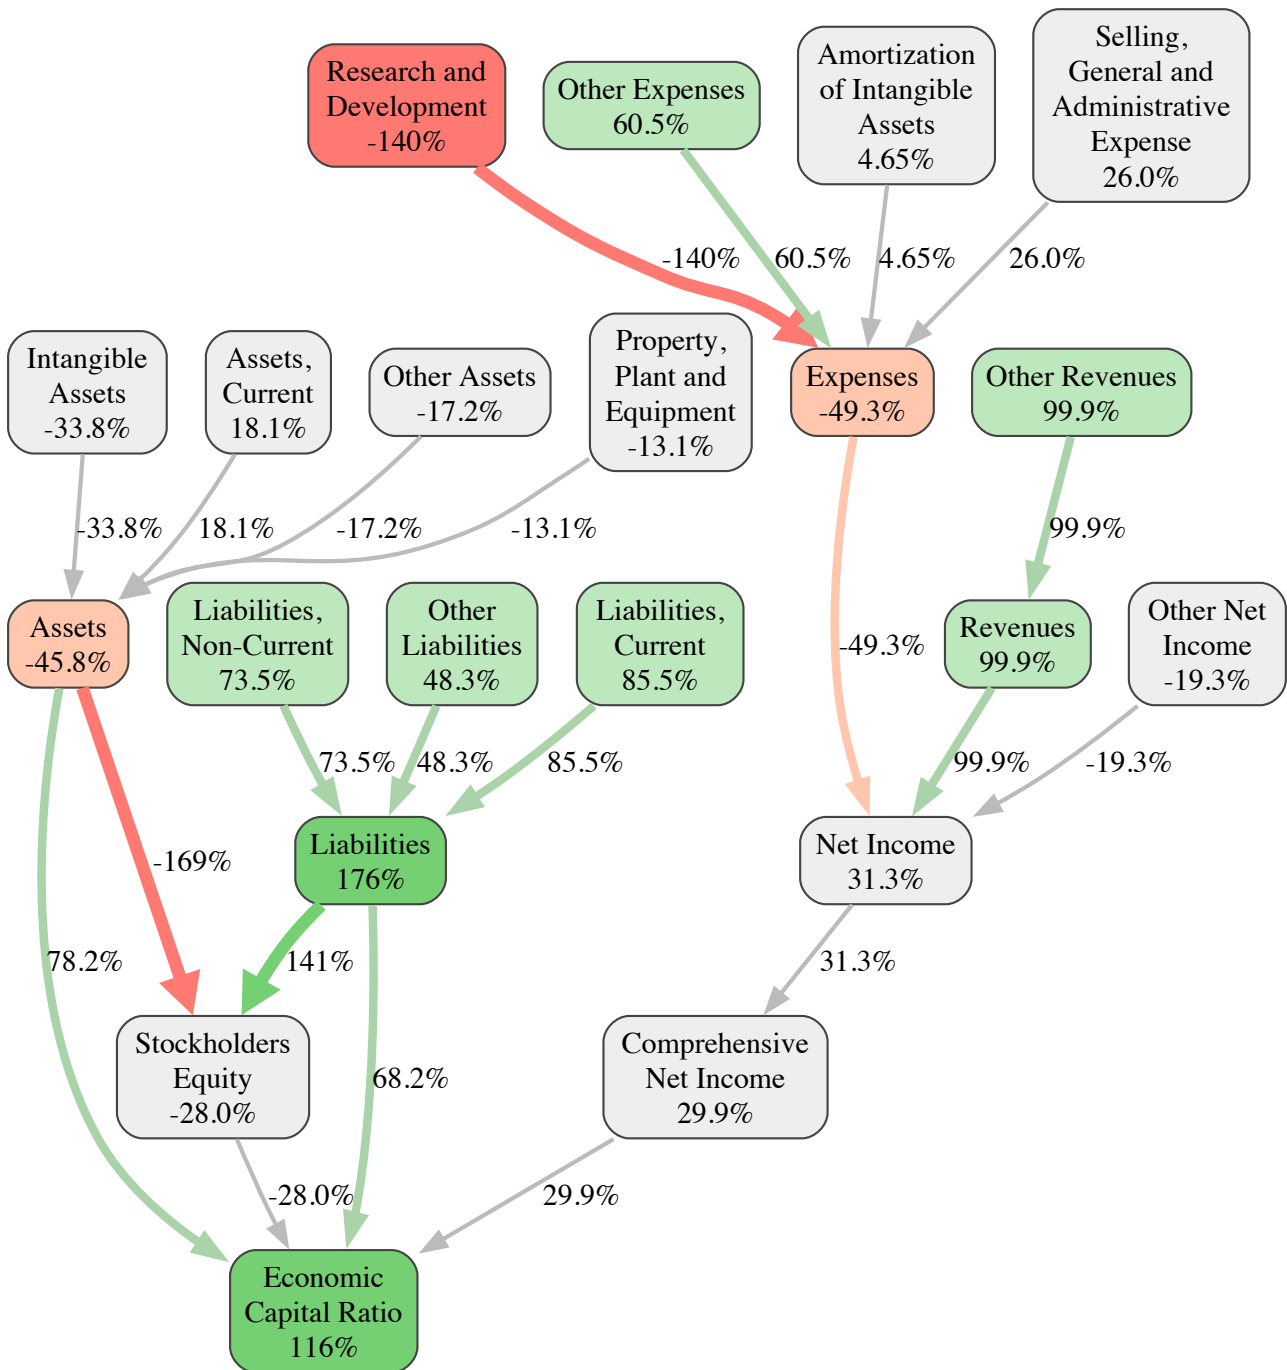 Research and
Development
-140%
Other Expenses
60.5%
Amortization
of Intangible
Assets
4.65%
Selling,
General and
Administrative
Expense
26.0%
-140%
60.5%
4.65%
26.0%
Intangible
Assets
-33.8%
Assets,
Current
18.1%
Other Assets
-17.2%
Property,
Plant and
Equipment
-13.1%
Expenses
-49.3%
Other Revenues
99.9%
-33.8%
18.1%
-17.2%
-13.1%
99.9%
Assets
-45.8%
Liabilities,
Non-Current
73.5%
Other
Liabilities
48.3%
Liabilities,
Current
85.5%
-49.3%
Revenues
99.9%
Other Net
Income
-19.3%
73.5%
48.3%
85.5%
99.9%
-19.3%
-169%
Liabilities
176%
Net Income
31.3%
78.2%
141%
31.3%
Stockholders
Equity
-28.0%
68.2%
Comprehensive
Net Income
29.9%
-28.0%
29.9%
Economic
Capital Ratio
116%